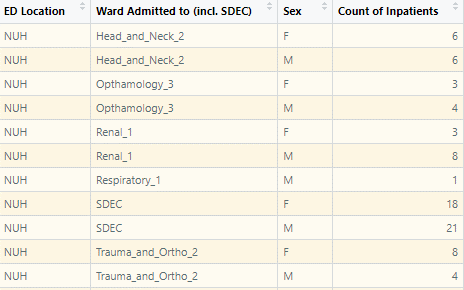 ED Location Ward Admitted to (incl. SDEC) Sex Count of Inpatients
NUH Head_and_Neck_2 F 6
NUH Head_and_Neck_2 M 6
NUH Opthamology_3 F 3
NUH Opthamology_3 M 4
NUH Renal_1 F 3
NUH Renal_1 M 8
NUH Respiratory_1 M 1
NUH SDEC F 18
NUH SDEC M 21
NUH Trauma_and_Ortho_2 F 8
NUH Trauma_and_Ortho_2 M 4